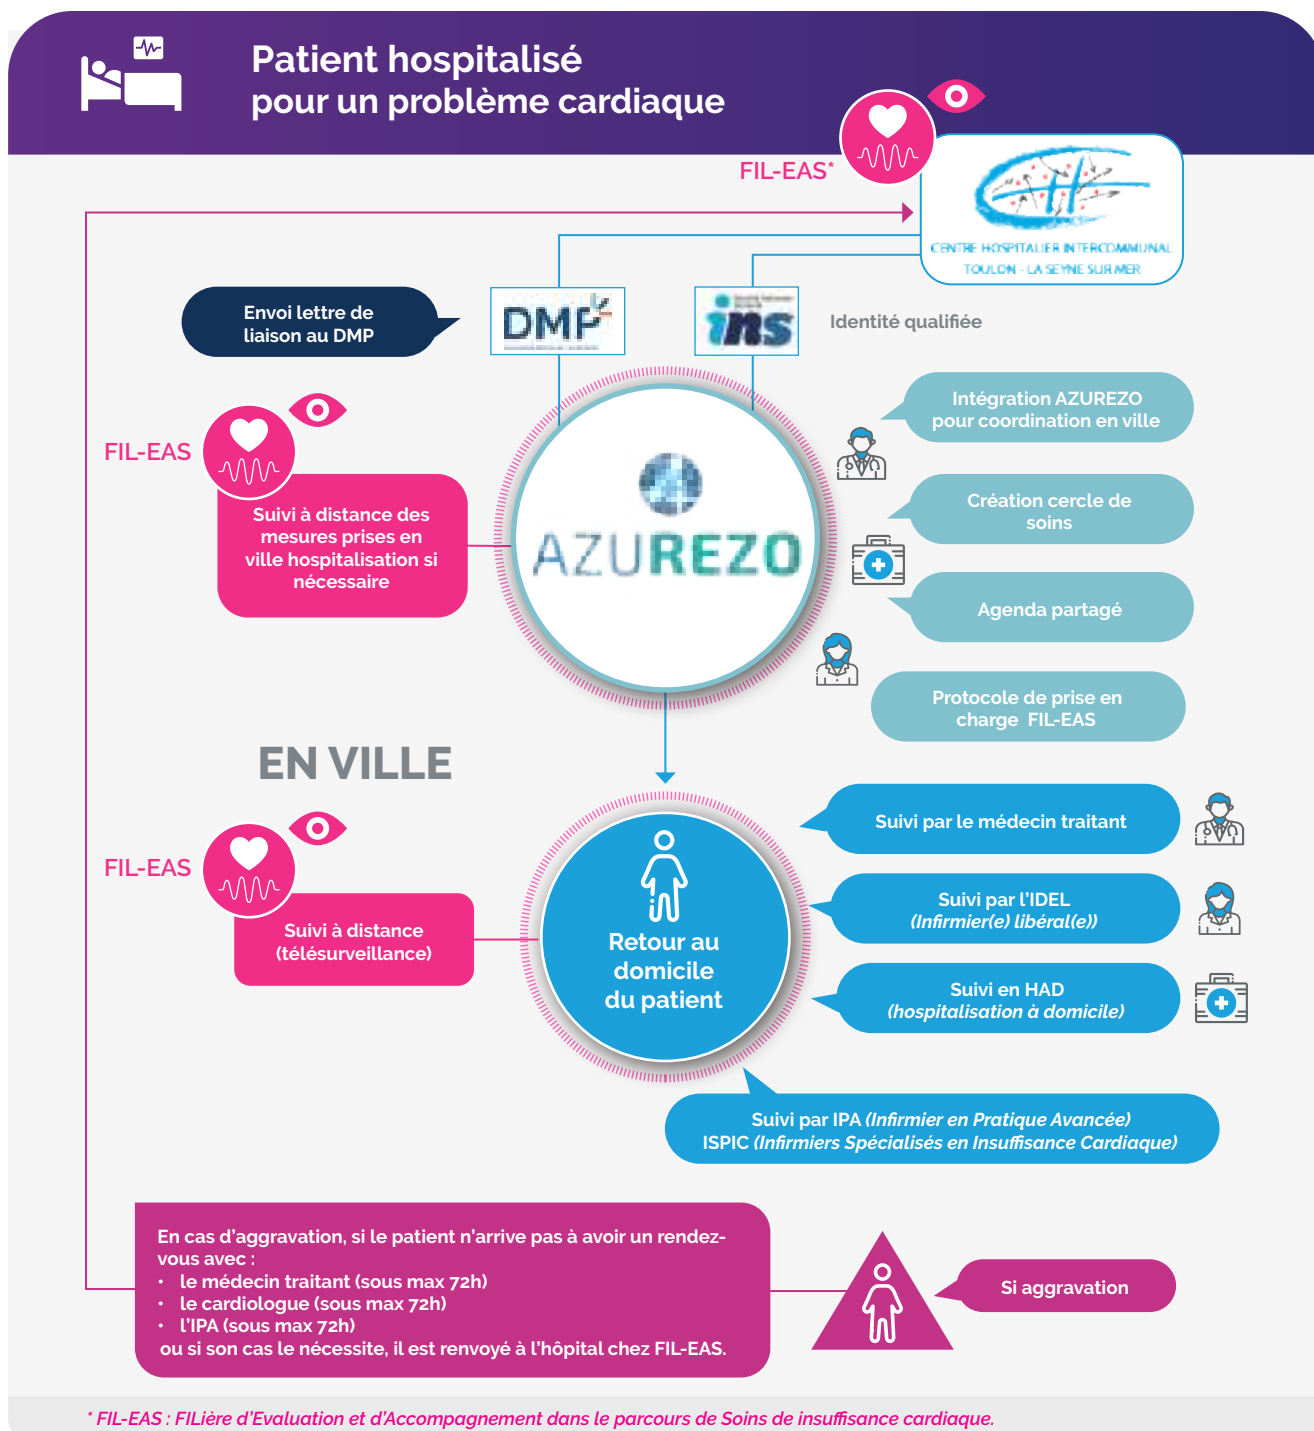 Patient hospitalisé
pour un problème cardiaque
FIL-EAS*
CENTRE HOSPITALIER INTERCOMMUNAL
TOULON - LA SEYNE SUR MER
Envoi lettre de
liaison au DMP
DMP
ins
Identité qualifiée
Intégration AZUREZO
pour coordination en ville
FIL-EAS
Suivi à distance des
mesures prises en
ville hospitalisation si
nécessaire
AZUREZO
Création cercle de
soins
Agenda partagé
Protocole de prise en
charge FIL-EAS
EN VILLE
FIL-EAS
Suivi à distance
(télésurveillance)
Retour au
domicile
du patient
Suivi par le médecin traitant
Suivi par l'IDEL
(Infirmier(e) libéral(e))
Suivi en HAD
(hospitalisation à domicile)
Suivi par IPA (Infirmier en Pratique Avancée)
ISPIC (Infirmiers Spécialisés en Insuffisance Cardiaque)
En cas d'aggravation, si le patient n'arrive pas à avoir un rendez-
vous avec :
• le médecin traitant (sous max 72h)
• le cardiologue (sous max 72h)
• l'IPA (sous max 72h)
ou si son cas le nécessite, il est renvoyé à l'hôpital chez FIL-EAS.
Si aggravation
* FIL-EAS : FILière d'Evaluation et d'Accompagnement dans le parcours de Soins de insuffisance cardiaque.